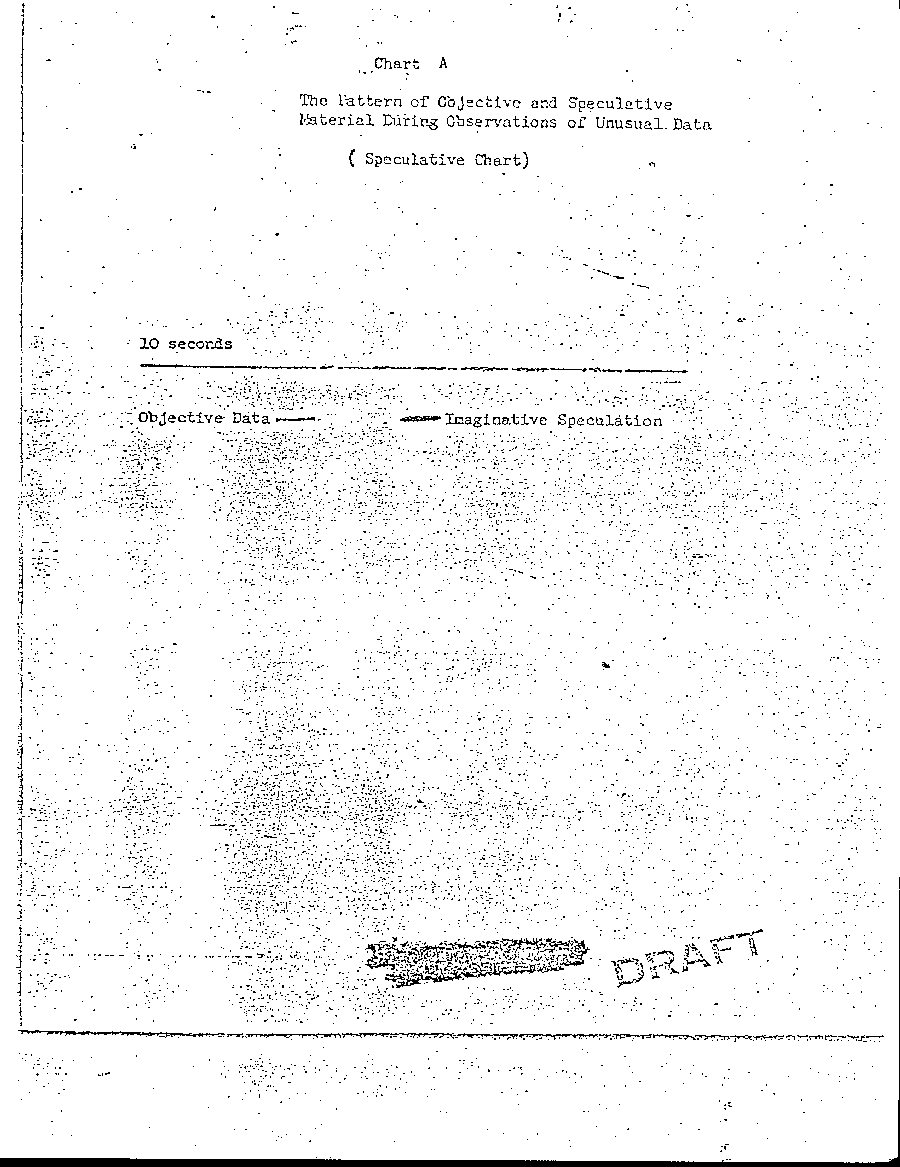 Chart A
The Pattern of Objective and Speculative
Material During Observations of Unusual Data
( Speculative Chart)
10 seconds
Objective Data Imaginative Speculation
DRAFT